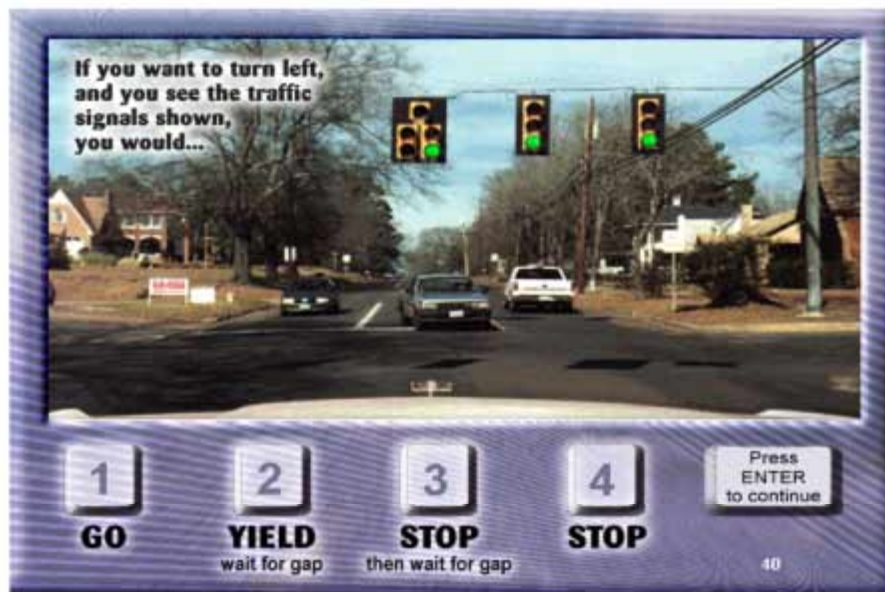 If you want to turn left,
and you see the traffic
signals shown,
you would...
1
2
3
4
Press
ENTER
to continue
GO
YIELD
wait for gap
STOP
then wait for gap
STOP
40